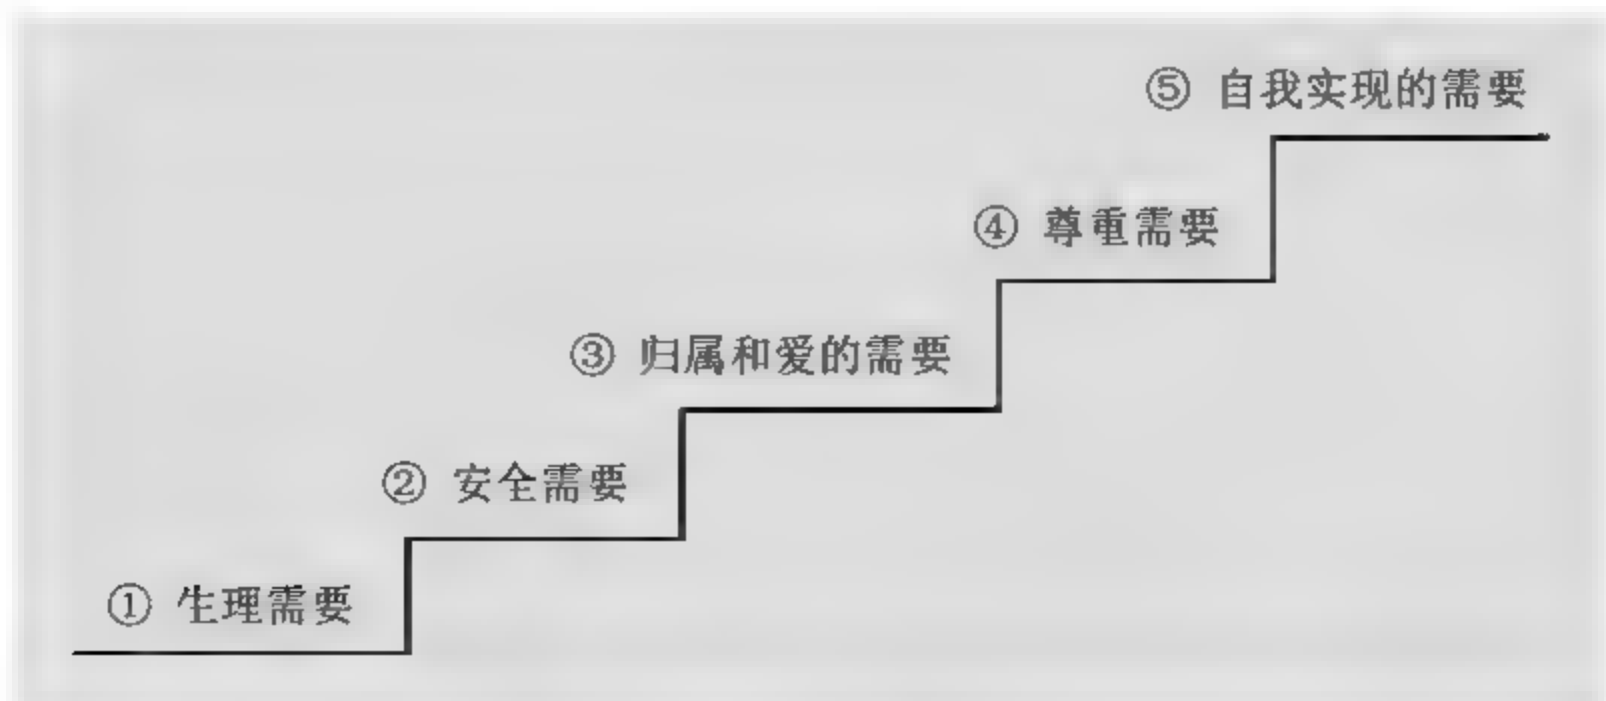 ⑤ 自我实现的需要
④ 尊重需要
③ 归属和爱的需要
② 安全需要
① 生理需要